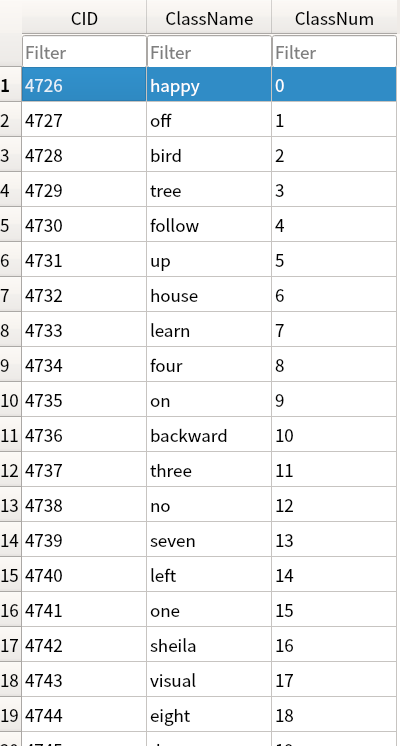 CID ClassName ClassNum
Filter Filter Filter
1 4726 happy 0
2 4727 off 1
3 4728 bird 2
4 4729 tree 3
5 4730 follow 4
6 4731 up 5
7 4732 house 6
8 4733 learn 7
9 4734 four 8
10 4735 on 9
11 4736 backward 10
12 4737 three 11
13 4738 no 12
14 4739 seven 13
15 4740 left 14
16 4741 one 15
17 4742 sheila 16
18 4743 visual 17
19 4744 eight 18